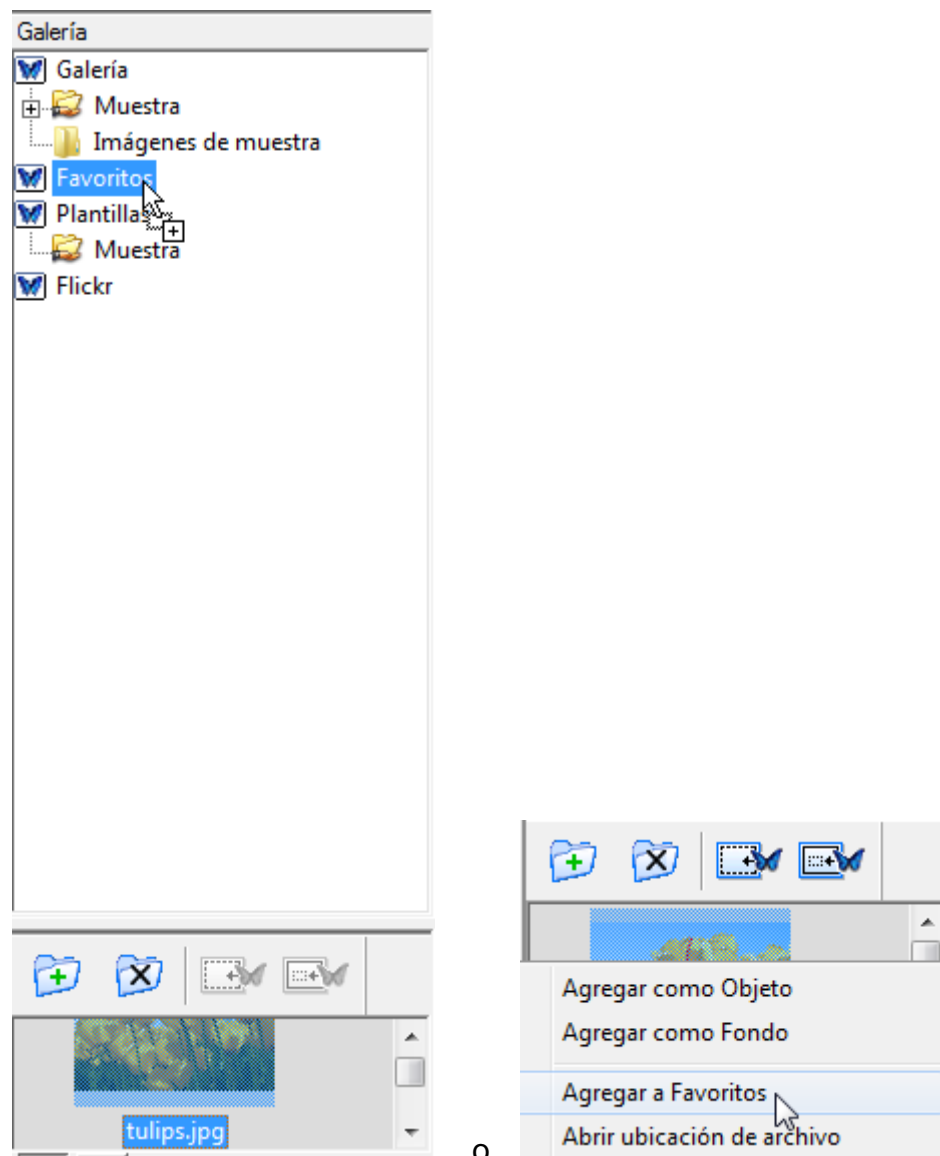 Galería
Galería
Muestra
Imágenes de muestra
Favoritos
Plantillas
Muestra
Flickr
tulips.jpg
o
Agregar como Objeto
Agregar como Fondo
Agregar a Favoritos
Abrir ubicación de archivo